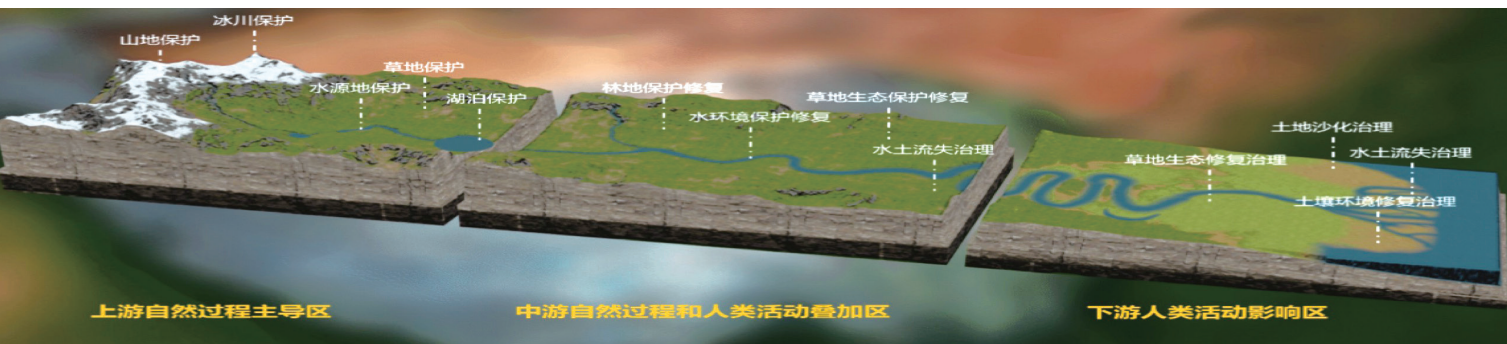 冰川保护
山地保护
草地保护
水源地保护
湖泊保护
林地保护修复
草地生态保护修复
水环境保护修复
水土流失治理
土地沙化治理
水土流失治理
草地生态修复治理
土壤环境修复治理
上游自然过程主导区
中游自然过程和人类活动叠加区
下游人类活动影响区